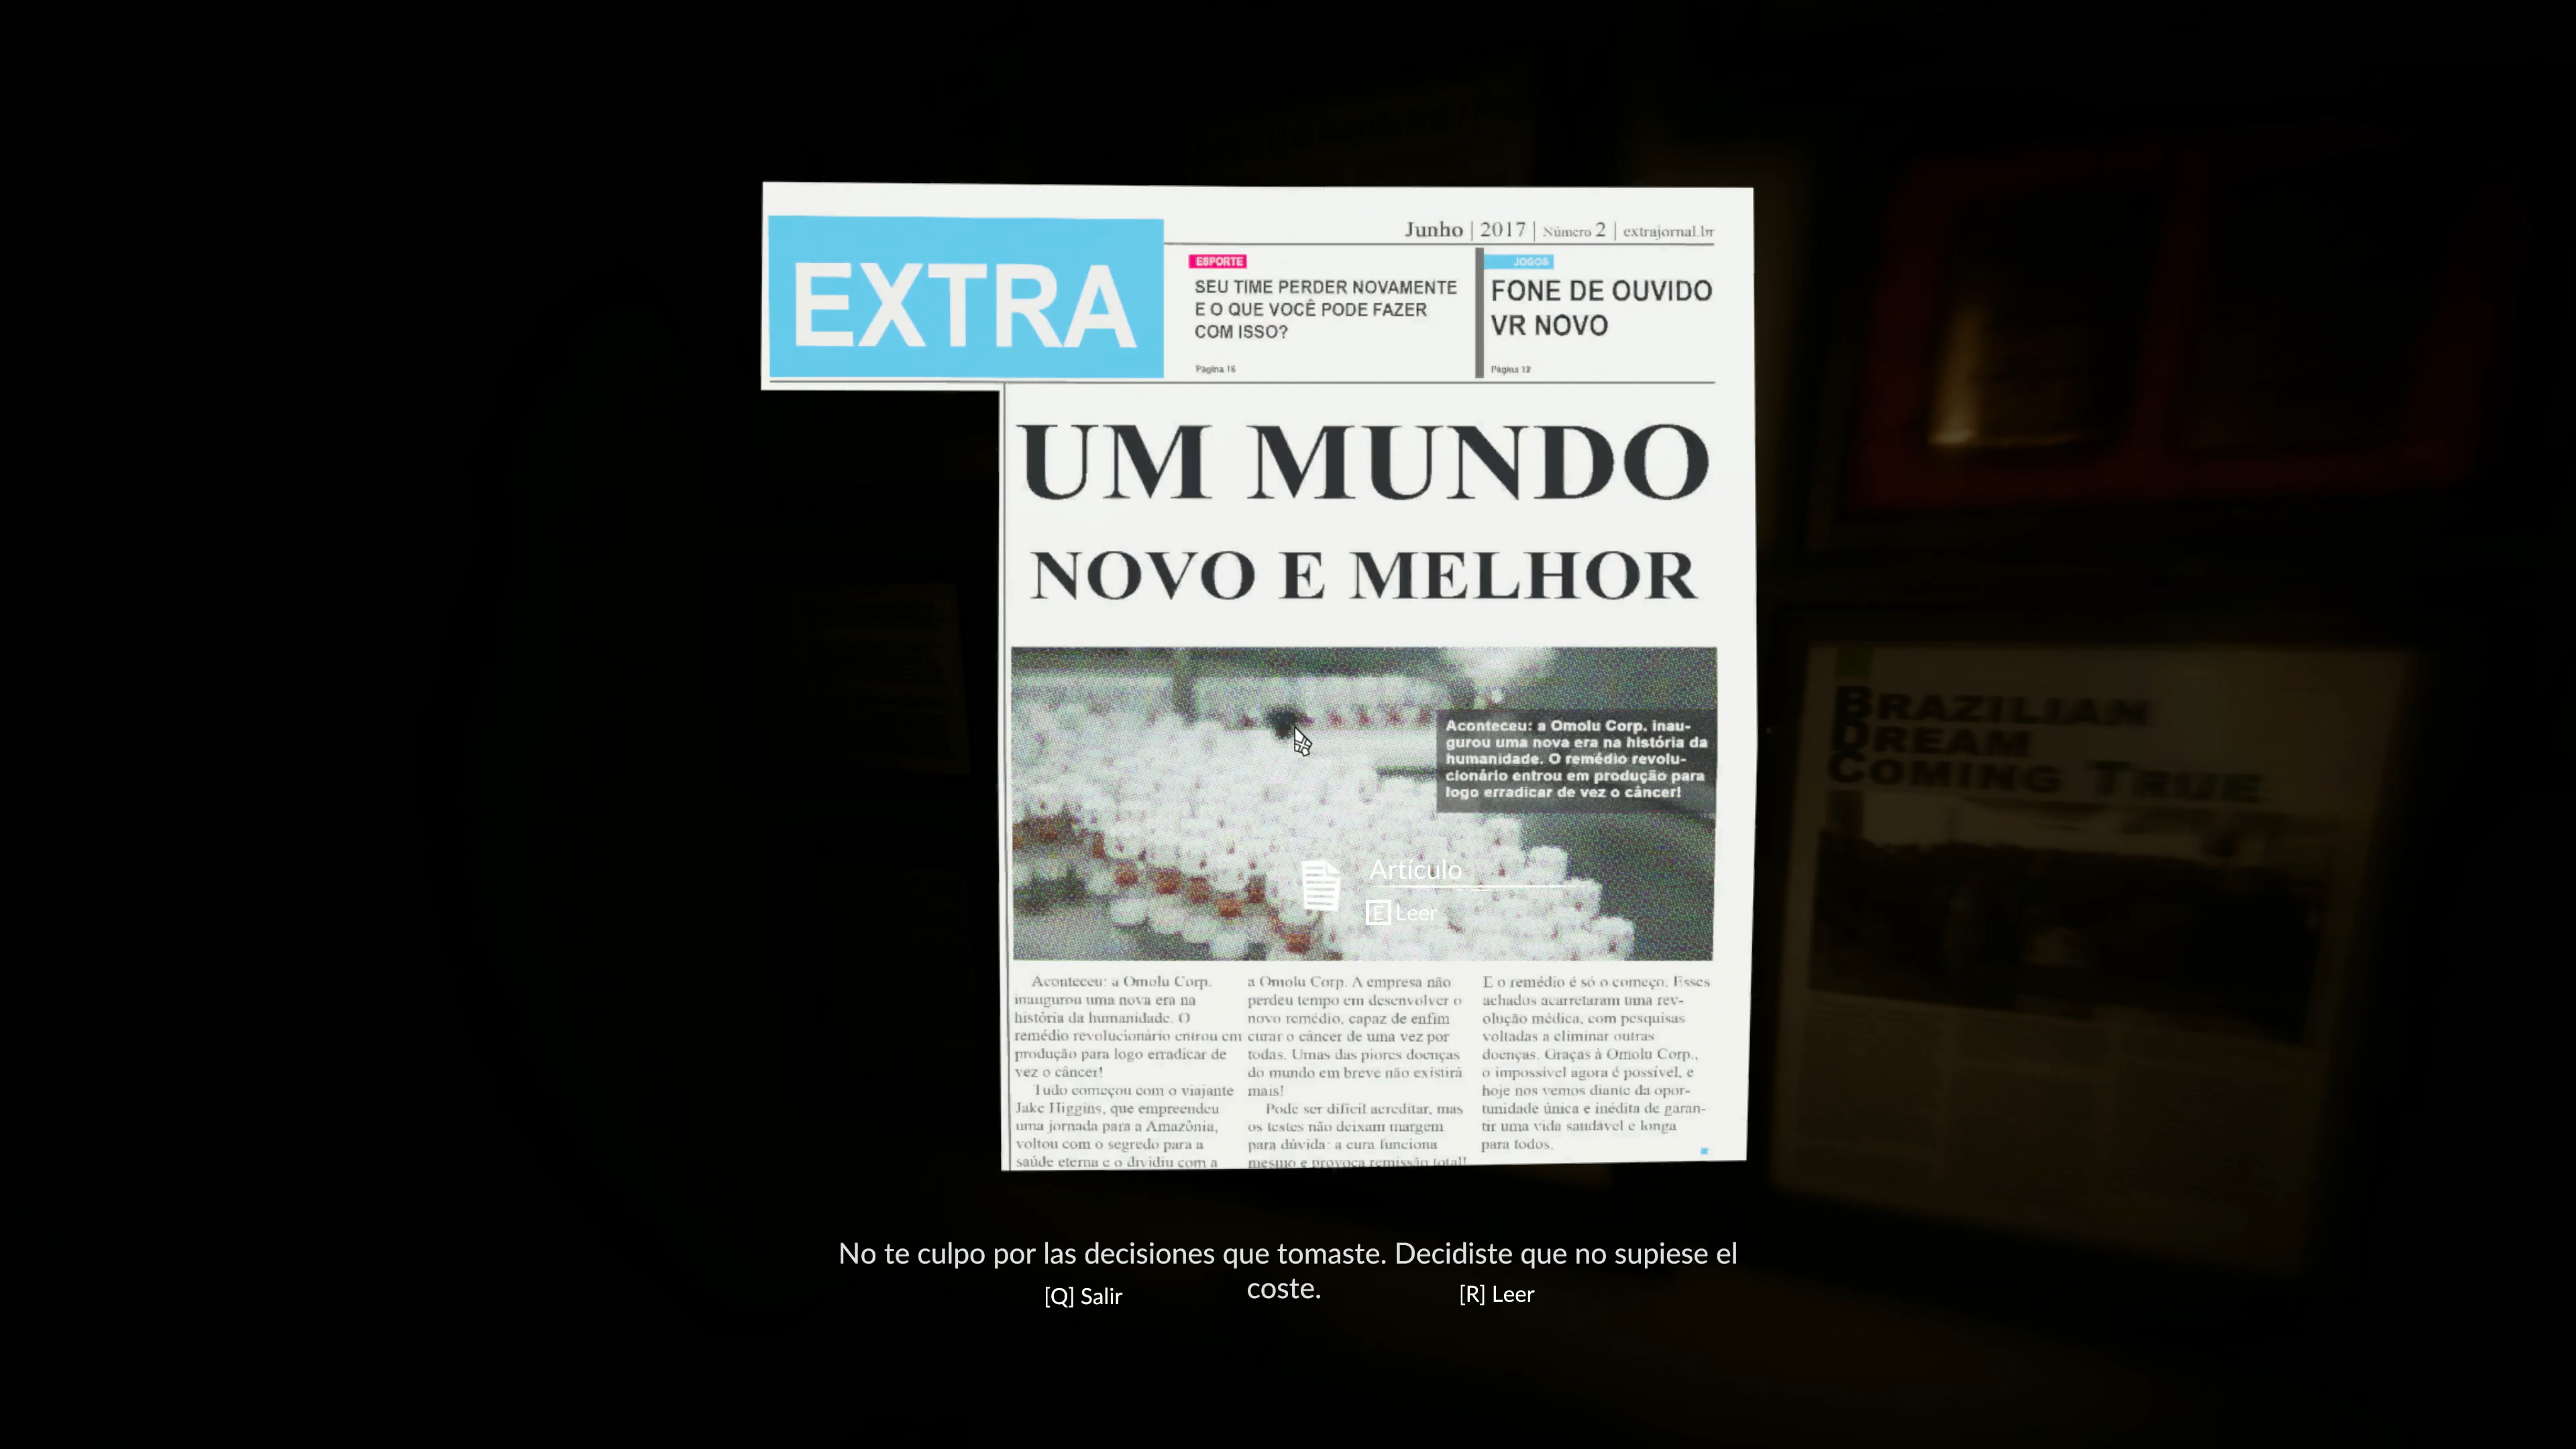 EXTRA
Junho | 2017 | Número 2 | extrajornal.br
ESPORTE
SEU TIME PERDER NOVAMENTE
E O QUE VOCÊ PODE FAZER
COM ISSO?
Página 16
JOGOS
FONE DE OUVIDO
VR NOVO
Página 12
UM MUNDO
NOVO E MELHOR
Aconteceu: a Omolu Corp. inau-
gurou uma nova era na história da
humanidade. O remédio revolu-
cionário entrou em produção para
logo erradicar de vez o câncer!
Artículo
[E] Leer
Aconteceu: a Omolu Corp.
inaugurou uma nova era na
história da humanidade. O
remédio revolucionário entrou em
produção para logo erradicar de
vez o câncer!
Tudo começou com o viajante
Jake Higgins, que empreendeu
uma jornada para a Amazônia,
voltou com o segredo para a
saúde eterna e o dividiu com a
a Omolu Corp. A empresa não
perdeu tempo em desenvolver o
novo remédio, capaz de enfim
curar o câncer de uma vez por
todas. Umas das piores doenças
do mundo em breve não existirá
mais!
Pode ser difícil acreditar, mas
os testes não deixam margem
para dúvida: a cura funciona
mesmo e provoca remissão total!
E o remédio é só o começo. Esses
achados acarretaram uma rev-
olução médica, com pesquisas
voltadas a eliminar outras
doenças. Graças à Omolu Corp.,
o impossível agora é possível, e
hoje nos vemos diante da opor-
tunidade única e inédita de garan-
tir uma vida saudável e longa
para todos.
BRAZILIAN
DREAM
COMING TRUE
No te culpo por las decisiones que tomaste. Decidiste que no supiese el
coste.
[Q] Salir
[R] Leer